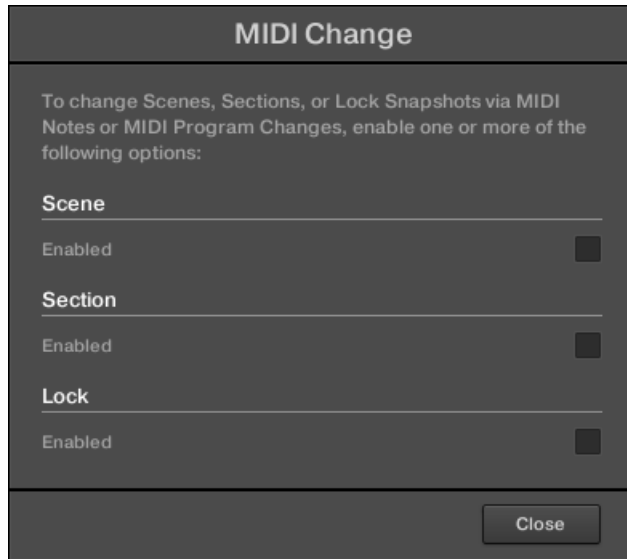 MIDI Change
To change Scenes, Sections, or Lock Snapshots via MIDI
Notes or MIDI Program Changes, enable one or more of the
following options:
Scene
Enabled
Section
Enabled
Lock
Enabled
Close